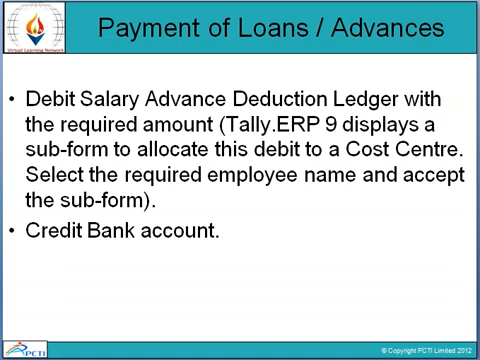 Payment of Loans / Advances
Virtual Learning Network
• Debit Salary Advance Deduction Ledger with
the required amount (Tally.ERP 9 displays a
sub-form to allocate this debit to a Cost Centre.
Select the required employee name and accept
the sub-form).
• Credit Bank account.
PCTI
© Copyright PCTI Limited 2012